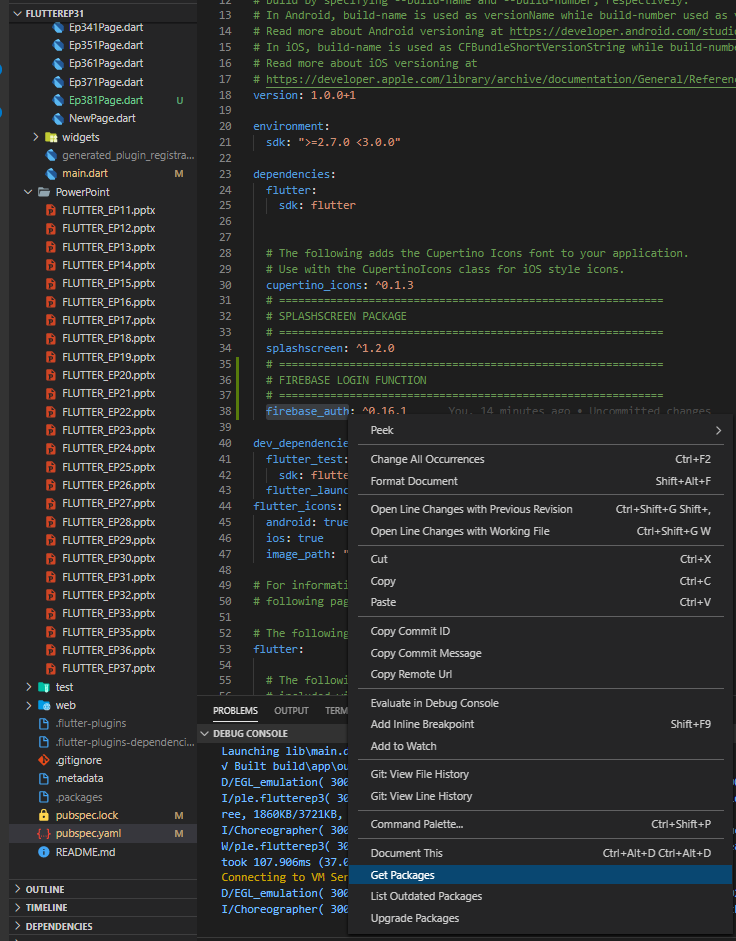 FLUTTEREP31
Ep341Page.dart
Ep351Page.dart
Ep361Page.dart
Ep371Page.dart
Ep381Page.dart U
NewPage.dart
widgets
generated_plugin_registra...
main.dart M
PowerPoint
FLUTTER_EP11.pptx
FLUTTER_EP12.pptx
FLUTTER_EP13.pptx
FLUTTER_EP14.pptx
FLUTTER_EP15.pptx
FLUTTER_EP16.pptx
FLUTTER_EP17.pptx
FLUTTER_EP18.pptx
FLUTTER_EP19.pptx
FLUTTER_EP20.pptx
FLUTTER_EP21.pptx
FLUTTER_EP22.pptx
FLUTTER_EP23.pptx
FLUTTER_EP24.pptx
FLUTTER_EP25.pptx
FLUTTER_EP26.pptx
FLUTTER_EP27.pptx
FLUTTER_EP28.pptx
FLUTTER_EP29.pptx
FLUTTER_EP30.pptx
FLUTTER_EP31.pptx
FLUTTER_EP32.pptx
FLUTTER_EP33.pptx
FLUTTER_EP35.pptx
FLUTTER_EP36.pptx
FLUTTER_EP37.pptx
test
web
.flutter-plugins
.flutter-plugins-dependenci...
.gitignore
.metadata
.packages
pubspec.lock M
pubspec.yaml M
README.md
OUTLINE
TIMELINE
DEPENDENCIES
12 # build by specifying --build-name and --build-number, respectively.
13 # In Android, build-name is used as versionName while build-number used as v
14 # Read more about Android versioning at https://developer.android.com/studio
15 # In iOS, build-name is used as CFBundleShortVersionString while build-numbe
16 # Read more about iOS versioning at
17 # https://developer.apple.com/library/archive/documentation/General/Referenc
18 version: 1.0.0+1
19
20 environment:
21 sdk: ">=2.7.0 <3.0.0"
22
23 dependencies:
24 flutter:
25 sdk: flutter
26
27
28 # The following adds the Cupertino Icons font to your application.
29 # Use with the CupertinoIcons class for iOS style icons.
30 cupertino_icons: ^0.1.3
31 # ============================================================
32 # SPLASHSCREEN PACKAGE
33 # ============================================================
34 splashscreen: ^1.2.0
35 # ============================================================
36 # FIREBASE LOGIN FUNCTION
37 # ============================================================
38 firebase_auth: ^0.16.1 You, 14 minutes ago • Uncommitted changes
39
40 dev_dependencie
41 flutter_test:
42 sdk: flutte
43 flutter_launc
44 flutter_icons:
45 android: true
46 ios: true
47 image_path: "
48
49 # For informati
50 # following pag
51
52 # The following
53 flutter:
54
55 # The followi
56
Peek
Change All Occurrences Ctrl+F2
Format Document Shift+Alt+F
Open Line Changes with Previous Revision Ctrl+Shift+G Shift+,
Open Line Changes with Working File Ctrl+Shift+G W
Cut Ctrl+X
Copy Ctrl+C
Paste Ctrl+V
Copy Commit ID
Copy Commit Message
Copy Remote Url
Evaluate in Debug Console
Add Inline Breakpoint Shift+F9
Add to Watch
Git: View File History
Git: View Line History
Command Palette... Ctrl+Shift+P
Document This Ctrl+Alt+D Ctrl+Alt+D
Get Packages
List Outdated Packages
Upgrade Packages
PROBLEMS OUTPUT TERM
DEBUG CONSOLE
Launching lib\main.d
√ Built build\app\ou
D/EGL_emulation( 300
I/ple.flutterep3( 30
ree, 1860KB/3721KB,
I/Choreographer( 300
W/ple.flutterep3( 30
took 107.906ms (37.0
Connecting to VM Ser
D/EGL_emulation( 300
I/Choreographer( 300